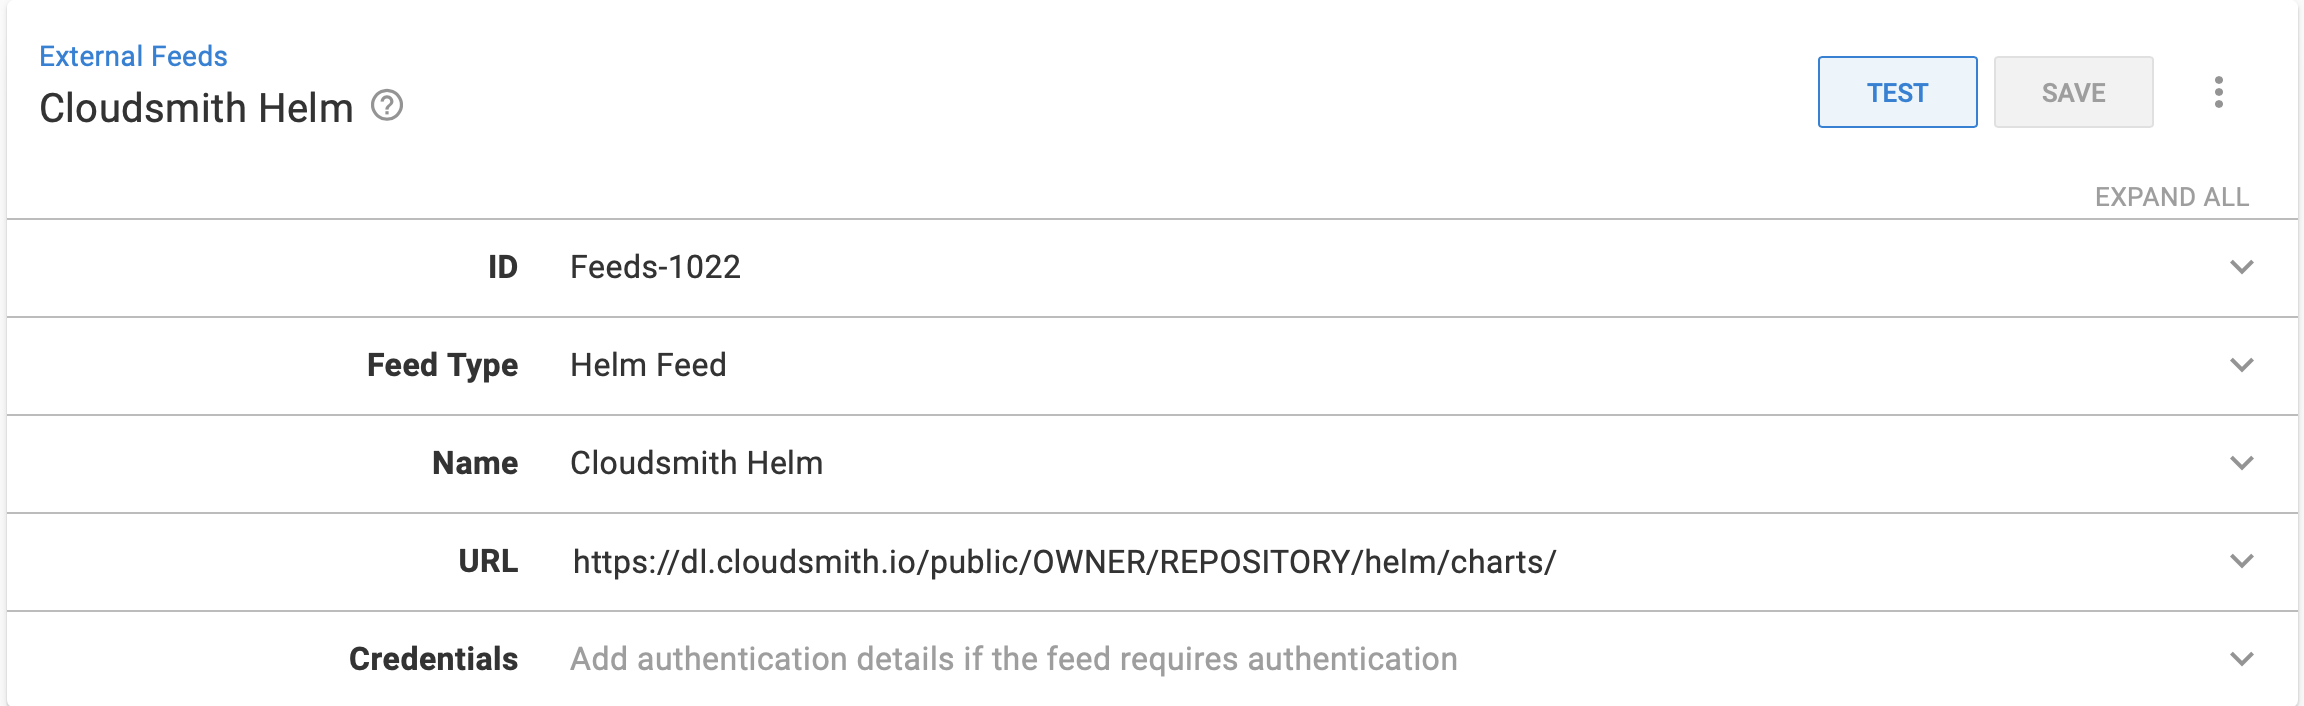 External Feeds
Cloudsmith Helm
TEST
SAVE
EXPAND ALL
ID Feeds-1022
Feed Type Helm Feed
Name Cloudsmith Helm
URL https://dl.cloudsmith.io/public/OWNER/REPOSITORY/helm/charts/
Credentials Add authentication details if the feed requires authentication